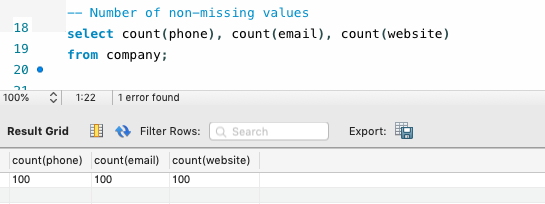 -- Number of non-missing values
18
select count(phone), count(email), count(website)
19
from company;
20
21
100% 1:22 1 error found
Result Grid Filter Rows: Search Export:
count(phone) count(email) count(website)
100 100 100